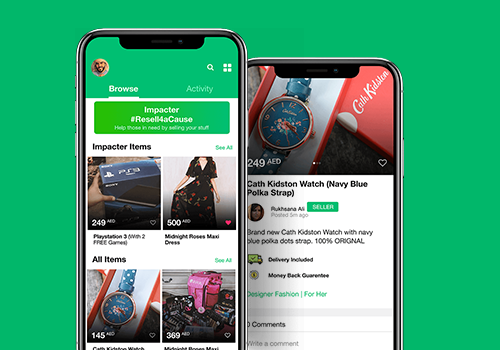 Browse
Activity
Impacter
#Resell4aCause
Help those in need by selling your stuff
Impacter Items
See All
SONY
PS3
249 AED
500 AED
Playstation 3 (With 2
FREE Games)
Midnight Roses Maxi
Dress
All Items
See All
145 AED
369 AED
Cath Kidston Watch
Midnight Roses Maxi
Cath Kidston
249 AED
Cath Kidston Watch (Navy Blue
Polka Strap)
Rukhsana Ali
SELLER
Posted 5m ago
Brand new Cath Kidston Watch with navy
blue polka dots strap. 100% ORIGNAL
Delivery Included
Money Back Guarentee
Designer Fashion | For Her
0 Comments
Write a comment